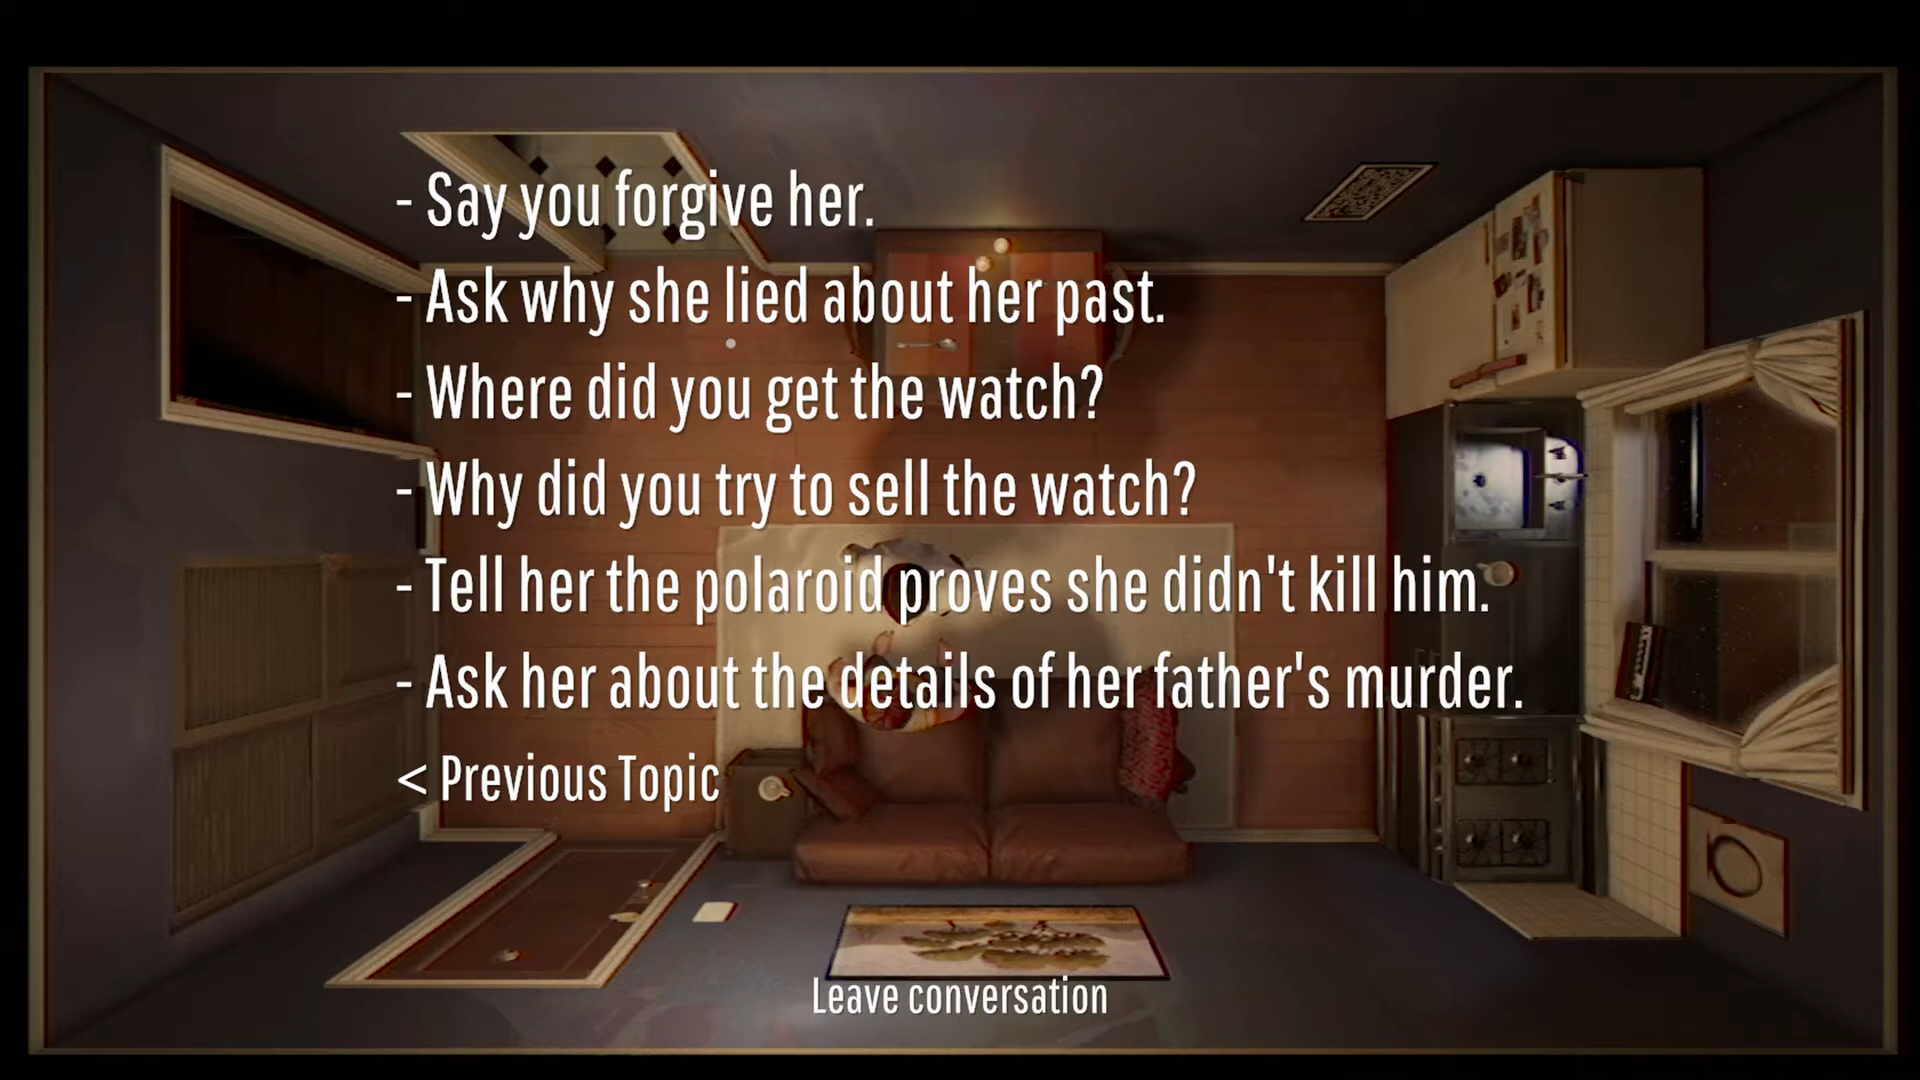 - Say you forgive her.
- Ask why she lied about her past.
- Where did you get the watch?
- Why did you try to sell the watch?
- Tell her the polaroid proves she didn't kill him.
- Ask her about the details of her father's murder.
< Previous Topic
Leave conversation